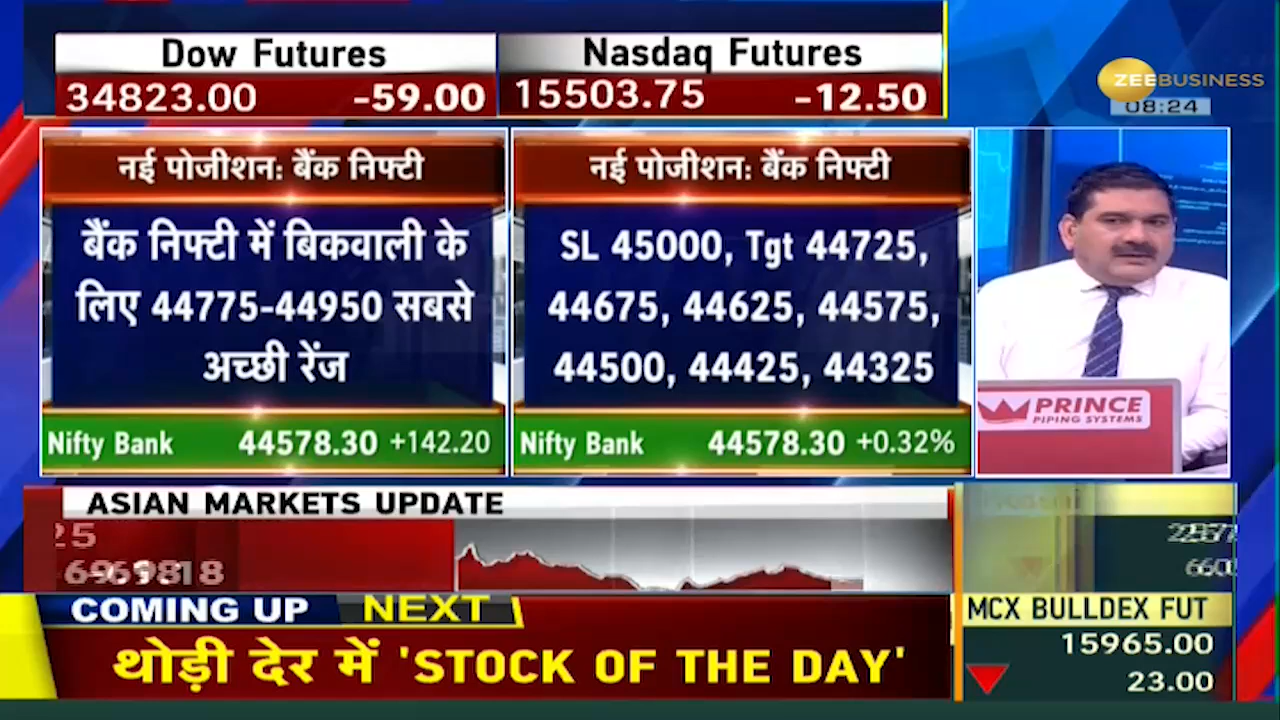 Dow Futures
34823.00 -59.00
Nasdaq Futures
15503.75 -12.50
ZEEBUSINESS
08:24
नई पोजीशन: बैंक निफ्टी
बैंक निफ्टी में बिकवाली के
लिए 44775-44950 सबसे
अच्छी रेंज
Nifty Bank 44578.30 +142.20
नई पोजीशन: बैंक निफ्टी
SL 45000, Tgt 44725,
44675, 44625, 44575,
44500, 44425, 44325
Nifty Bank 44578.30 +0.32%
PRINCE
PIPING SYSTEMS
ASIAN MARKETS UPDATE
COMING UP NEXT
थोड़ी देर में 'STOCK OF THE DAY'
MCX BULLDEX FUT
15965.00
23.00